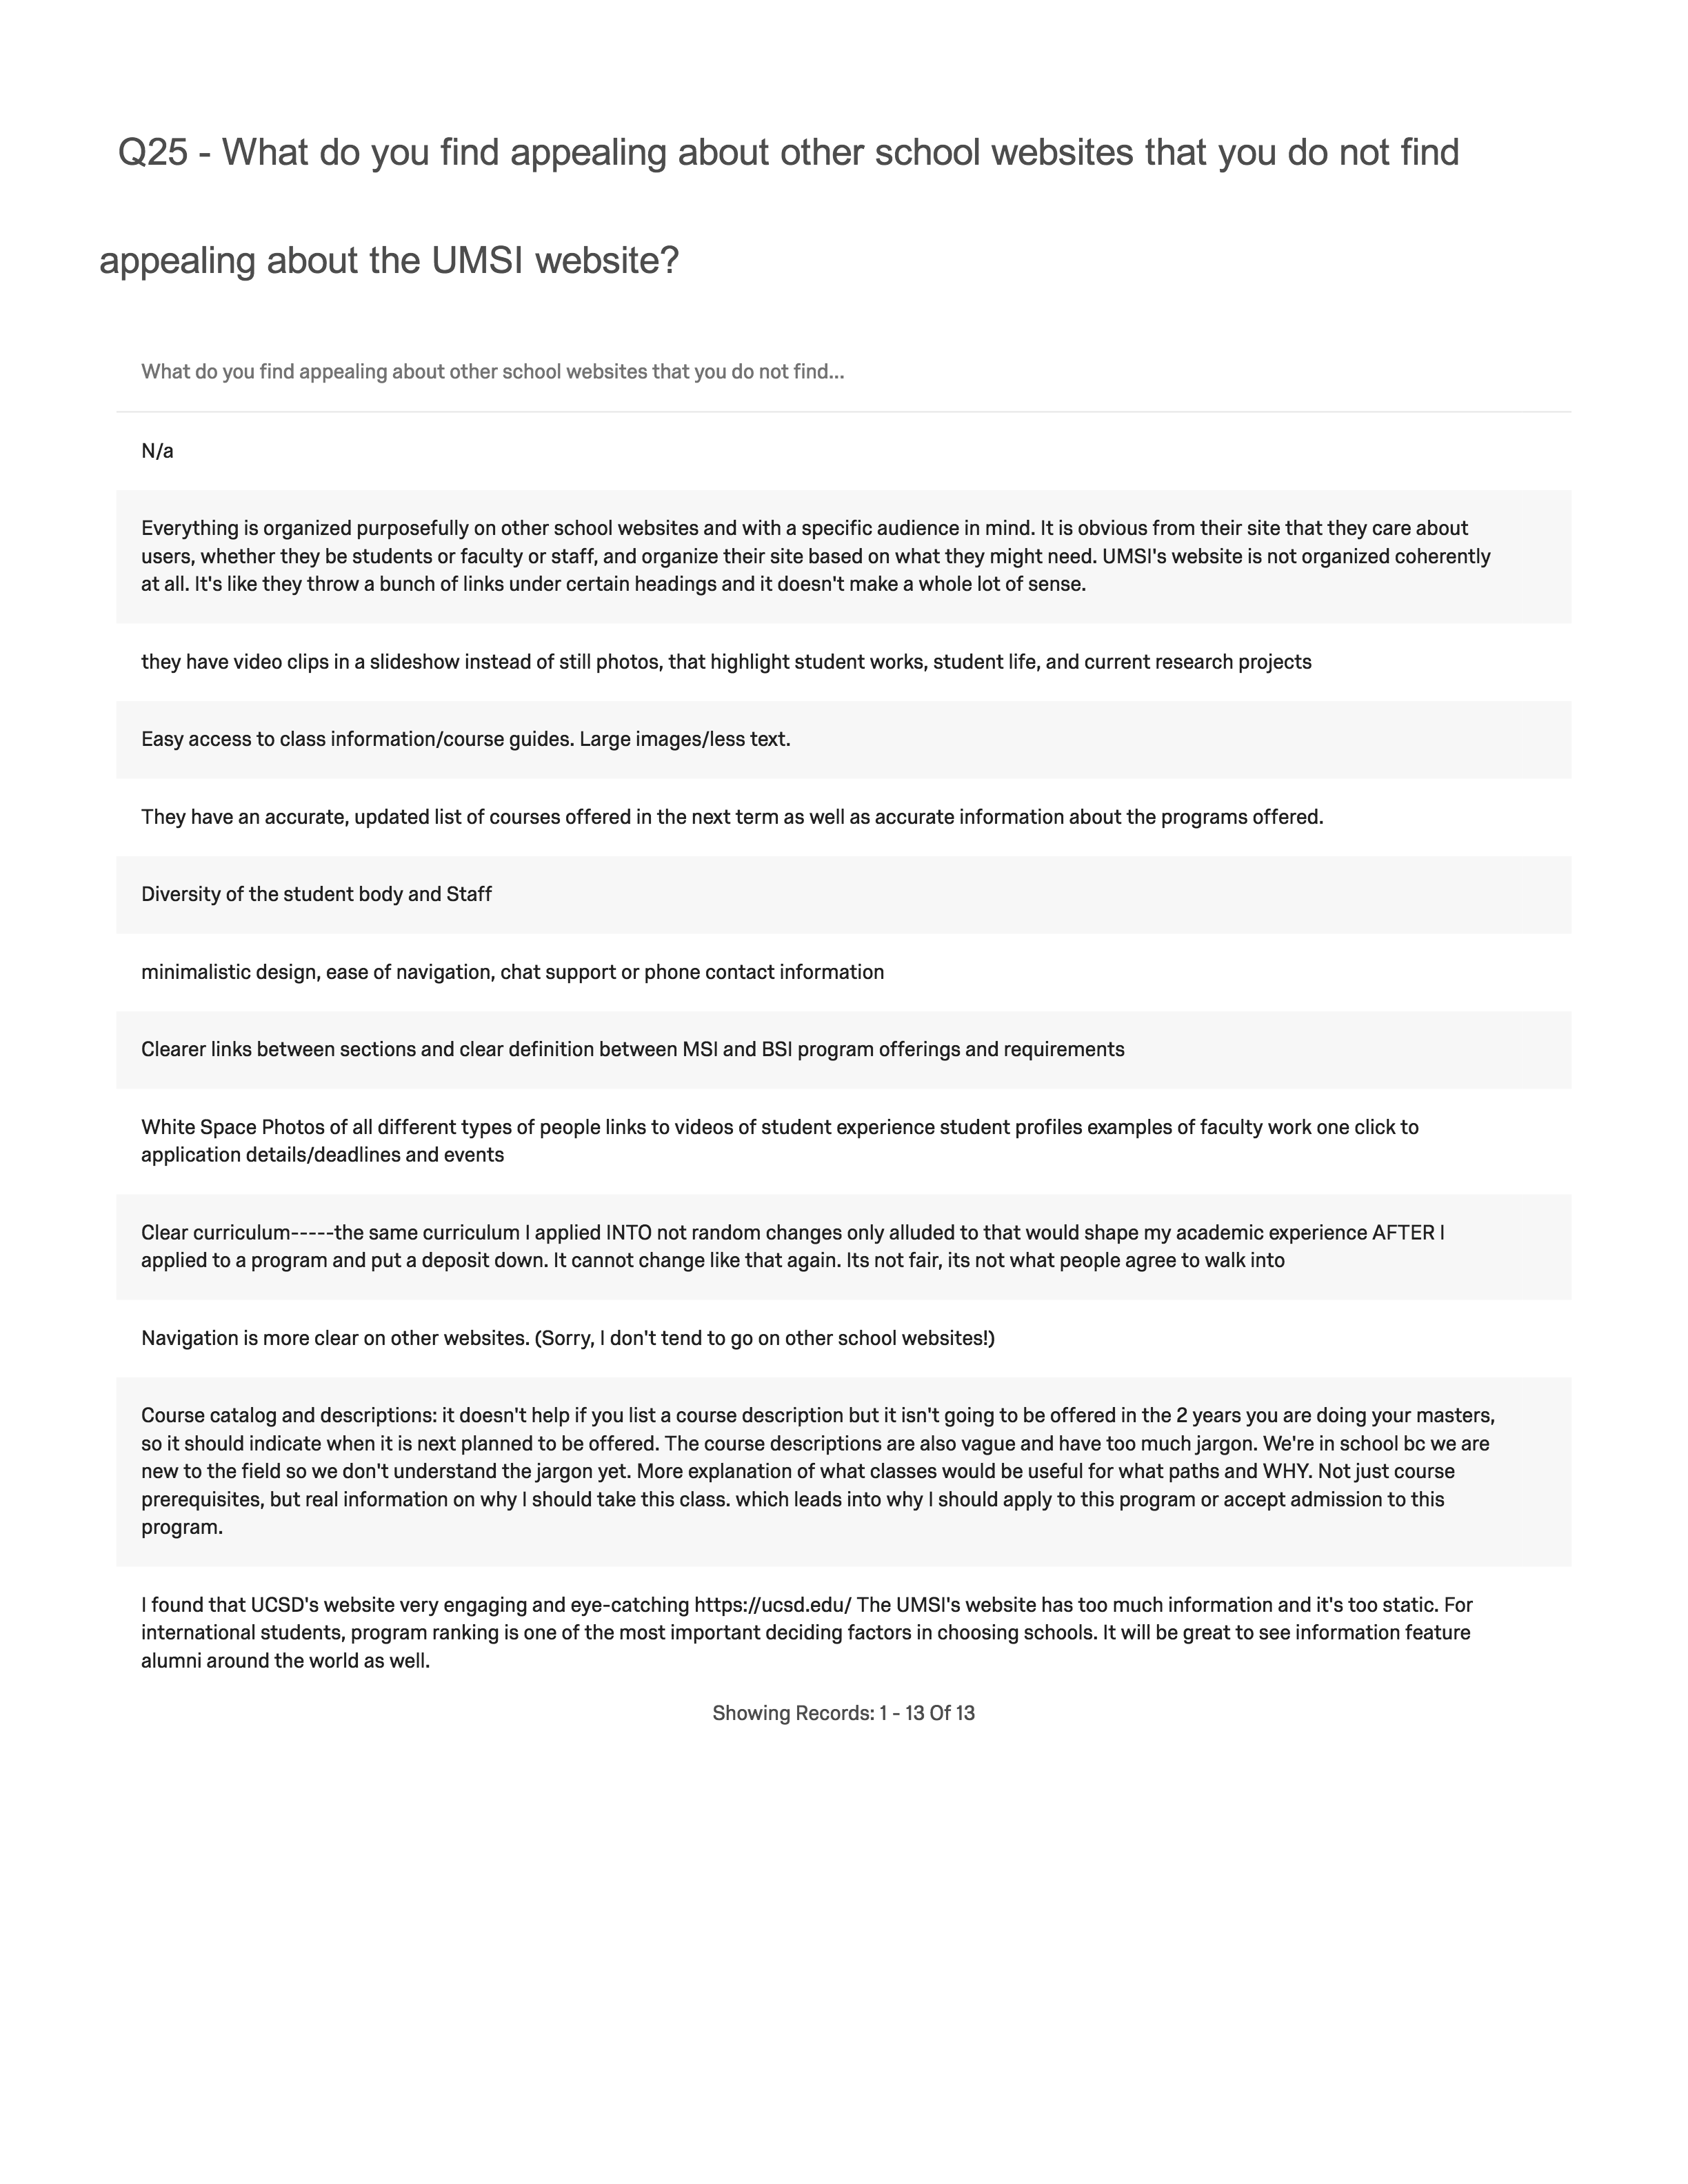 Q25 - What do you find appealing about other school websites that you do not find
appealing about the UMSI website?
What do you find appealing about other school websites that you do not find...
N/a
Everything is organized purposefully on other school websites and with a specific audience in mind. It is obvious from their site that they care about
users, whether they be students or faculty or staff, and organize their site based on what they might need. UMSI's website is not organized coherently
at all. It's like they throw a bunch of links under certain headings and it doesn't make a whole lot of sense.
they have video clips in a slideshow instead of still photos, that highlight student works, student life, and current research projects
Easy access to class information/course guides. Large images/less text.
They have an accurate, updated list of courses offered in the next term as well as accurate information about the programs offered.
Diversity of the student body and Staff
minimalistic design, ease of navigation, chat support or phone contact information
Clearer links between sections and clear definition between MSI and BSI program offerings and requirements
White Space Photos of all different types of people links to videos of student experience student profiles examples of faculty work one click to
application details/deadlines and events
Clear curriculum-----the same curriculum I applied INTO not random changes only alluded to that would shape my academic experience AFTER I
applied to a program and put a deposit down. It cannot change like that again. Its not fair, its not what people agree to walk into
Navigation is more clear on other websites. (Sorry, I don't tend to go on other school websites!)
Course catalog and descriptions: it doesn't help if you list a course description but it isn't going to be offered in the 2 years you are doing your masters,
so it should indicate when it is next planned to be offered. The course descriptions are also vague and have too much jargon. We're in school bc we are
new to the field so we don't understand the jargon yet. More explanation of what classes would be useful for what paths and WHY. Not just course
prerequisites, but real information on why I should take this class. which leads into why I should apply to this program or accept admission to this
program.
I found that UCSD's website very engaging and eye-catching https://ucsd.edu/ The UMSI's website has too much information and it's too static. For
international students, program ranking is one of the most important deciding factors in choosing schools. It will be great to see information feature
alumni around the world as well.
Showing Records: 1 - 13 Of 13